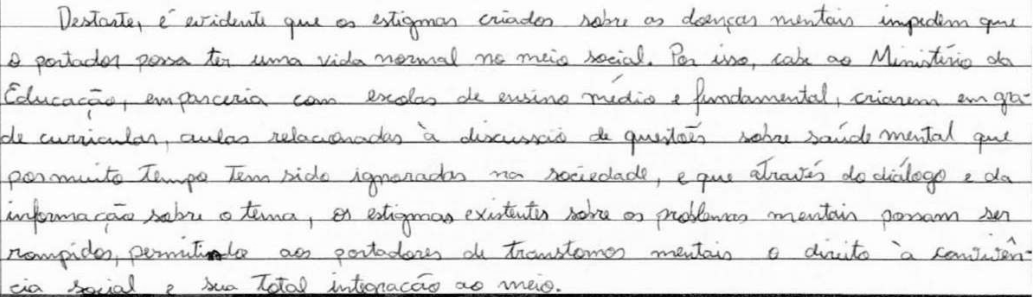 Destarte, é evidente que os estigmas criados sobre as doenças mentais impedem que
o portador possa ter uma vida normal no meio social. Por isso, cabe ao Ministério da
Educação, em parceria com escolas de ensino médio e fundamental, criarem em gra-
de curricular, aulas relacionadas à discussão de questões sobre saúde mental que
por muito tempo tem sido ignoradas na sociedade, e que através do diálogo e da
informação sobre o tema, os estigmas existentes sobre os problemas mentais possam ser
rompidos, permitindo aos portadores de transtornos mentais o direito à convivên-
cia social e sua total integração ao meio.